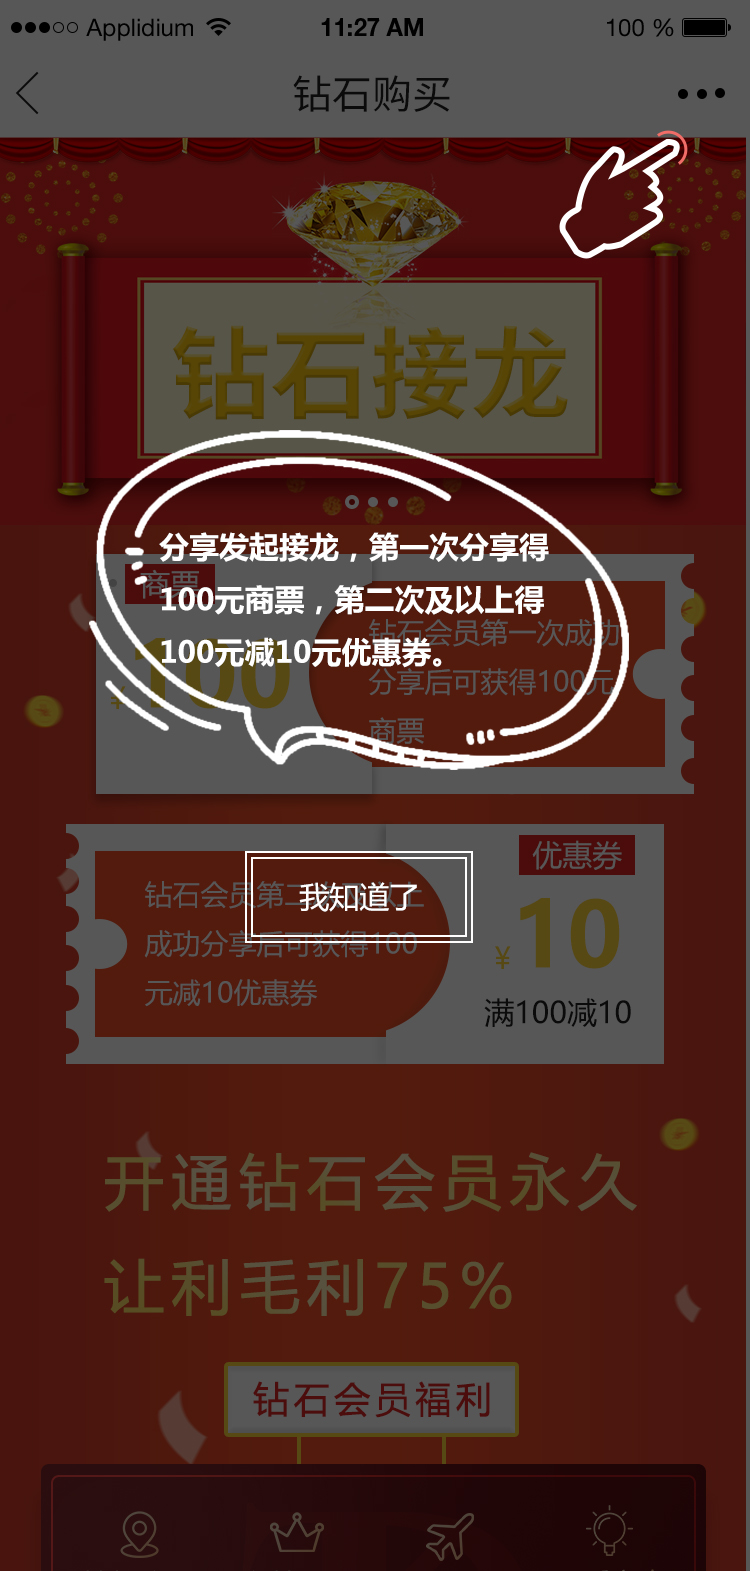 Applidium 11:27 AM 100 %
钻石购买
钻石接龙
分享发起接龙，第一次分享得
100元商票，第二次及以上得
100元减10元优惠券。
商票
¥100
钻石会员第一次成功
分享后可获得100元
商票
我知道了
钻石会员第二次及以上
成功分享后可获得100
元减10优惠券
优惠券
¥10
满100减10
开通钻石会员永久
让利毛利75%
钻石会员福利